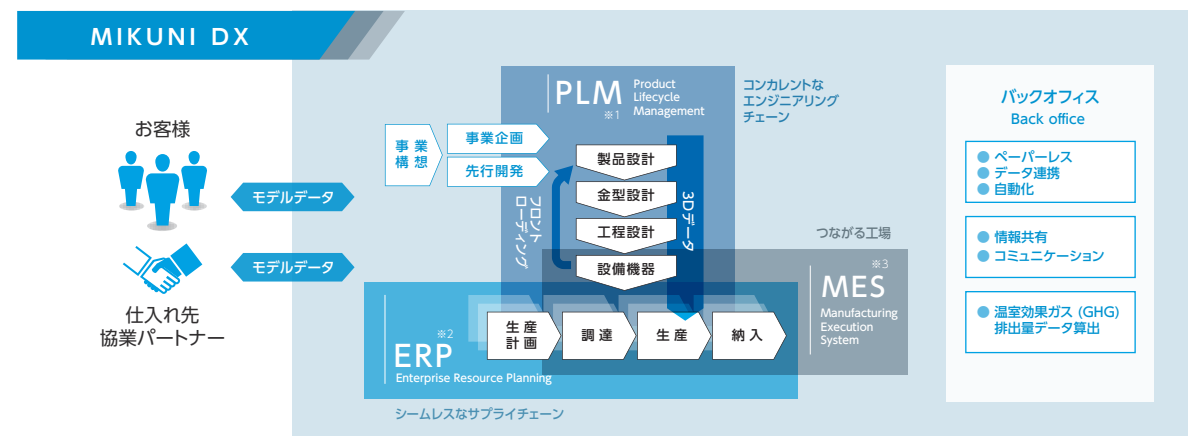 MIKUNI DX
お客様
モデルデータ
モデルデータ
仕入れ先
協業パートナー
事業
構想
事業企画
先行開発
PLM
※1
Product
Lifecycle
Management
コンカレントな
エンジニアリング
チェーン
製品設計
金型設計
工程設計
設備機器
フロント
ローディング
3Dデータ
つながる工場
※3
MES
Manufacturing
Execution
System
※2
ERP
Enterprise Resource Planning
生産
計画
調達
生産
納入
シームレスなサプライチェーン
バックオフィス
Back office
● ペーパーレス
● データ連携
● 自動化
● 情報共有
● コミュニケーション
● 温室効果ガス (GHG)
排出量データ算出